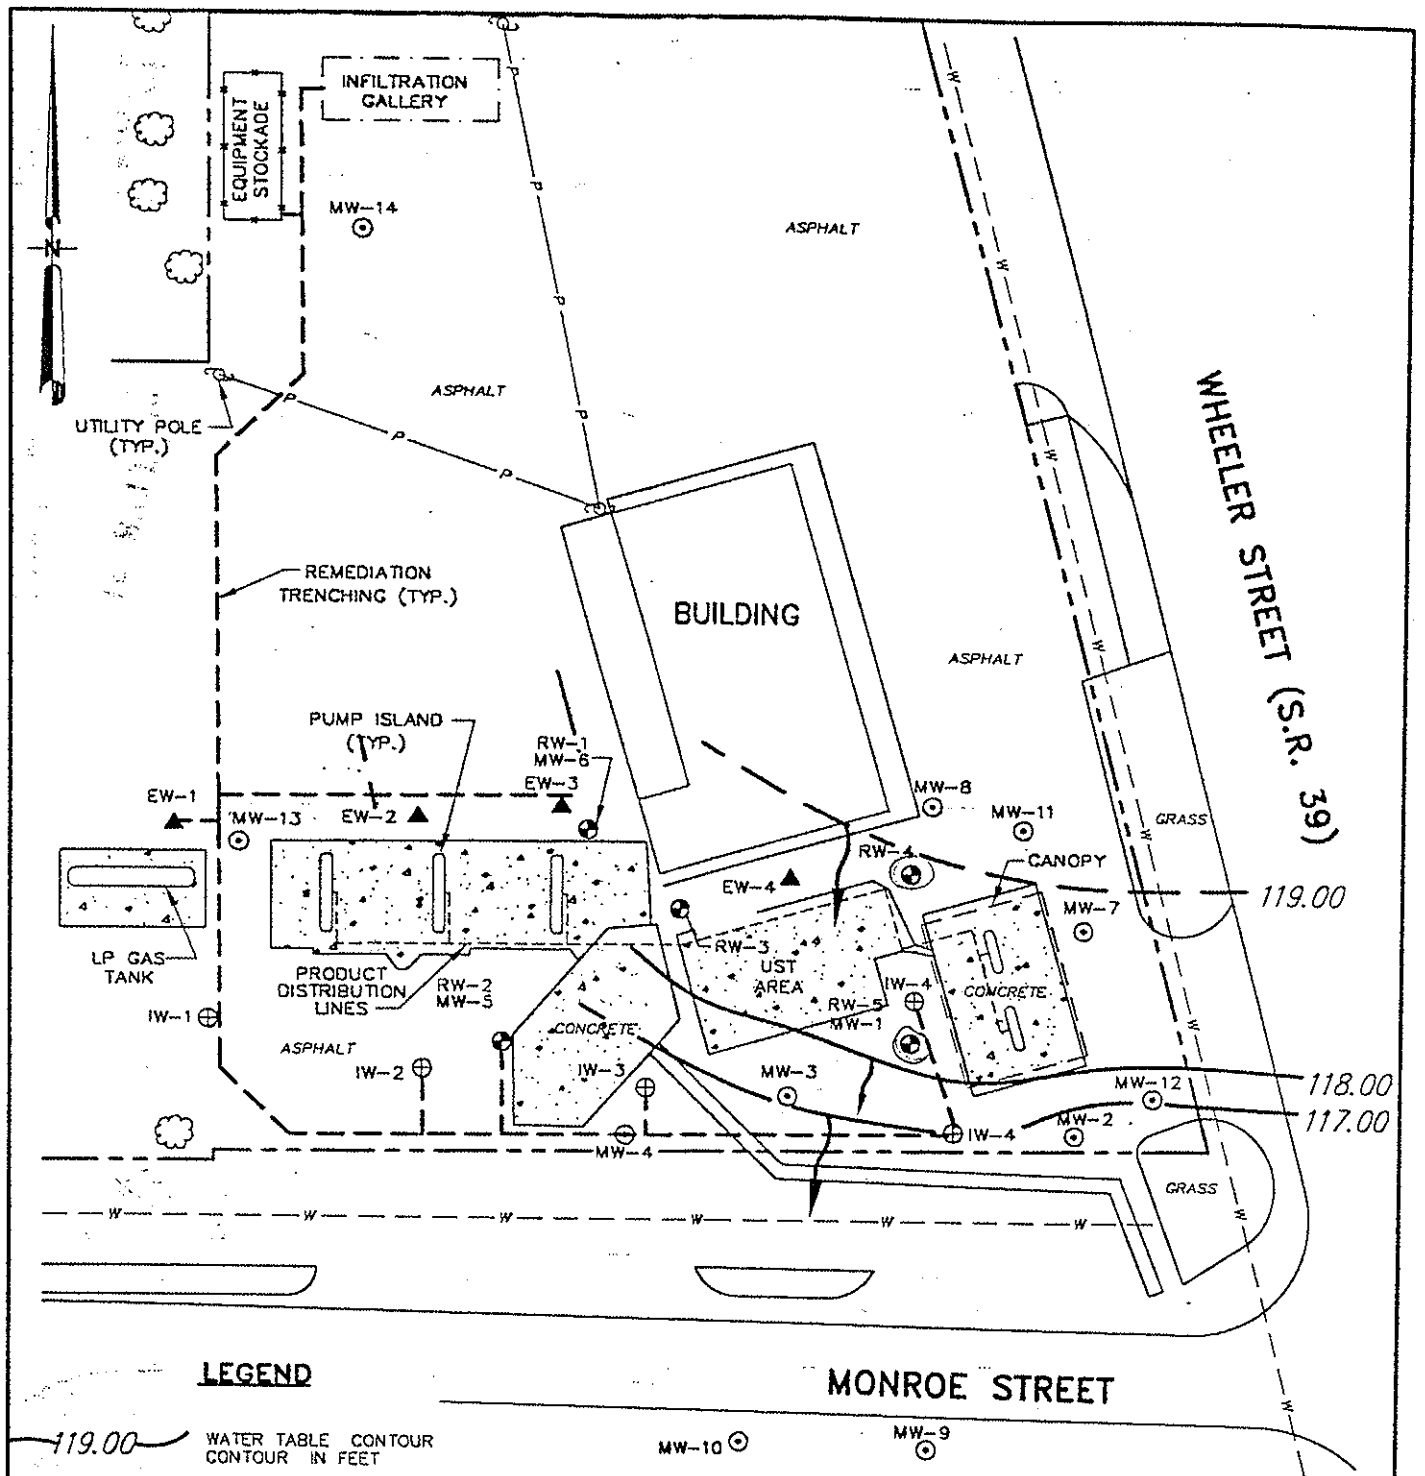 INFILTRATION
GALLERY
EQUIPMENT
STOCKADE
MW-14
ASPHALT
N
P
P
P
P
W
W
W
W
W
W
W
W
UTILITY POLE
(TYP.)
P
P
P
ASPHALT
WHEELER STREET (S.R. 39)
REMEDIATION
TRENCHING (TYP.)
BUILDING
ASPHALT
PUMP ISLAND
(TYP.)
RW-1
MW-6
EW-1
EW-3
MW-13
EW-2
MW-8
MW-11
GRASS
RW-4
CANOPY
EW-4
119.00
MW-7
LP GAS
TANK
RW-3
PRODUCT
DISTRIBUTION
LINES
RW-2
MW-5
UST
AREA
IW-4
CONCRETE
IW-1
RW-5
MW-1
CONCRETE
ASPHALT
IW-2
IW-3
MW-3
MW-12
118.00
117.00
MW-4
IW-4
MW-2
GRASS
W
W
W
W
W
W
W
LEGEND
MONROE STREET
W
119.00
WATER TABLE CONTOUR
CONTOUR IN FEET
MW-10
MW-9